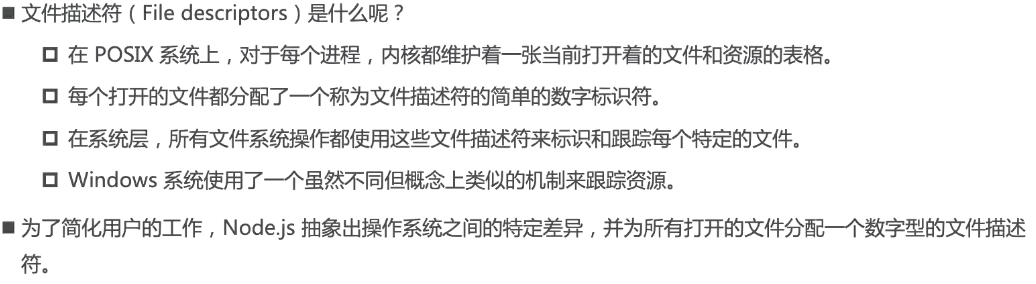 ■ 文件描述符（File descriptors）是什么呢？
❑ 在 POSIX 系统上，对于每个进程，内核都维护着一张当前打开着的文件和资源的表格。
❑ 每个打开的文件都分配了一个称为文件描述符的简单的数字标识符。
❑ 在系统层，所有文件系统操作都使用这些文件描述符来标识和跟踪每个特定的文件。
❑ Windows 系统使用了一个虽然不同但概念上类似的机制来跟踪资源。
■ 为了简化用户的工作，Node.js 抽象出操作系统之间的特定差异，并为所有打开的文件分配一个数字型的文件描述
符。